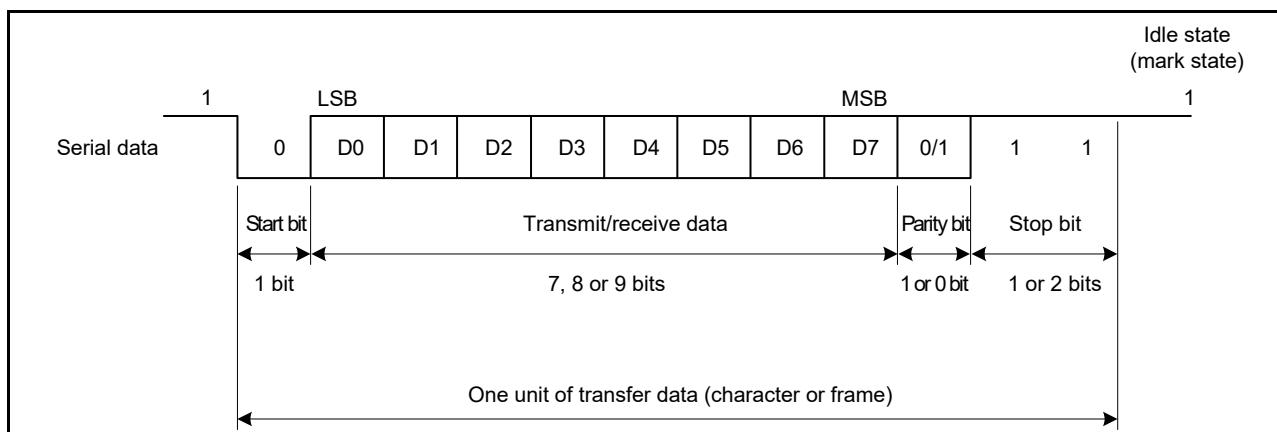 Idle state
(mark state)
1 LSB MSB 1
Serial data 0 D0 D1 D2 D3 D4 D5 D6 D7 0/1 1 1
Start bit Transmit/receive data Parity bit Stop bit
1 bit 7, 8 or 9 bits 1 or 0 bit 1 or 2 bits
One unit of transfer data (character or frame)